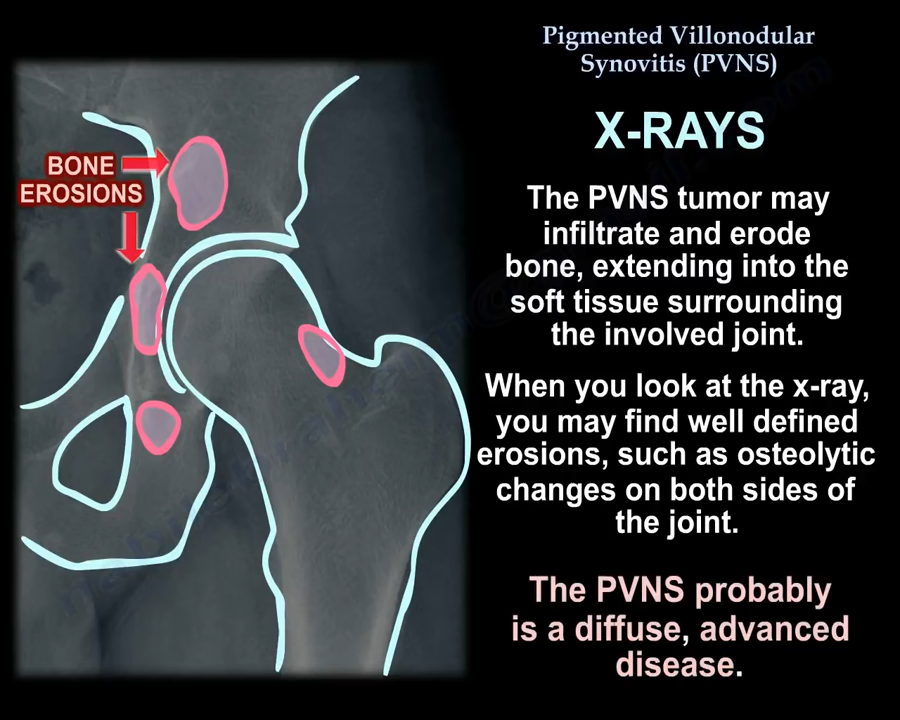 Pigmented Villonodular
Synovitis (PVNS)
X-RAYS
BONE
EROSIONS
The PVNS tumor may
infiltrate and erode
bone, extending into the
soft tissue surrounding
the involved joint.
When you look at the x-ray,
you may find well defined
erosions, such as osteolytic
changes on both sides of
the joint.
The PVNS probably
is a diffuse, advanced
disease.